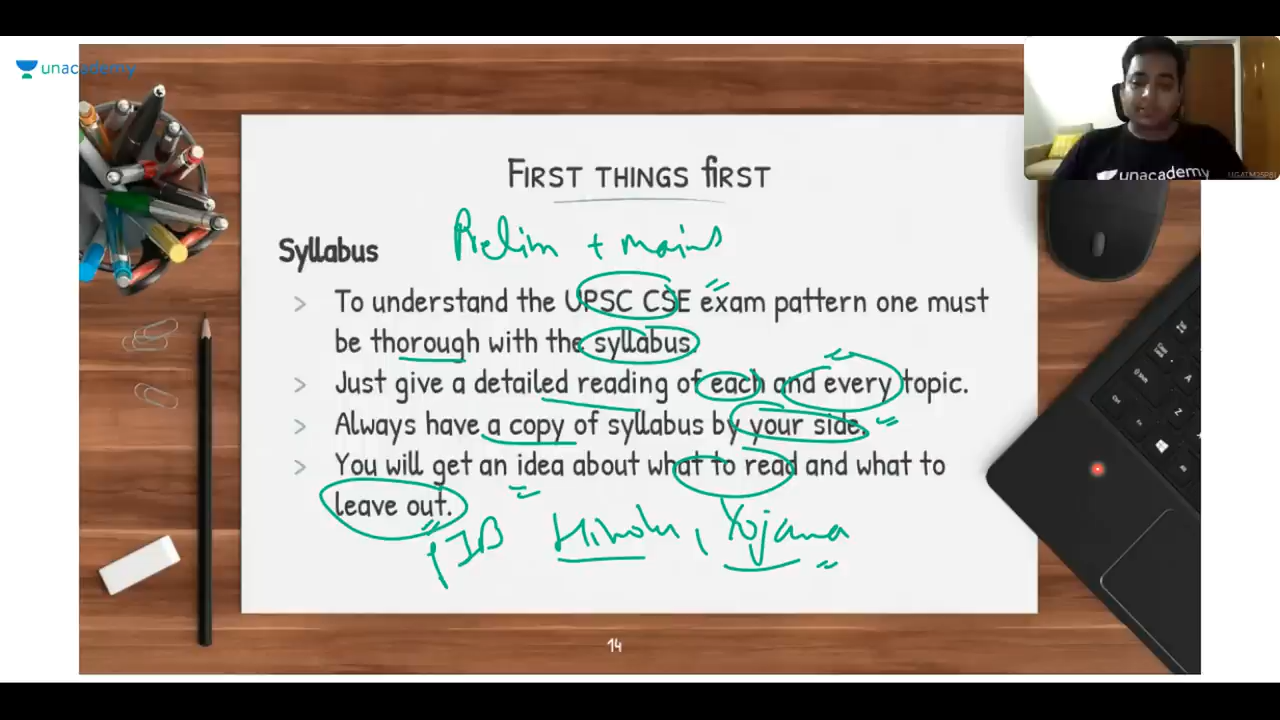 unacademy
unacademy
UGATM35P8I
First things first
Prelim + mains
Syllabus
> To understand the UPSC CSE exam pattern one must
be thorough with the syllabus.
> Just give a detailed reading of each and every topic.
> Always have a copy of syllabus by your side.
> You will get an idea about what to read and what to
leave out.
PIB Hindu, Yojana
14